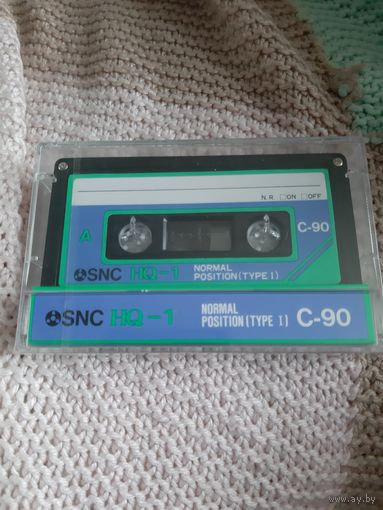 N.R. □ON □OFF
A
C-90
SNC HQ-1 NORMAL
POSITION(TYPE I)
SNC HQ-1 NORMAL
POSITION(TYPE I) C-90
www.ay.by